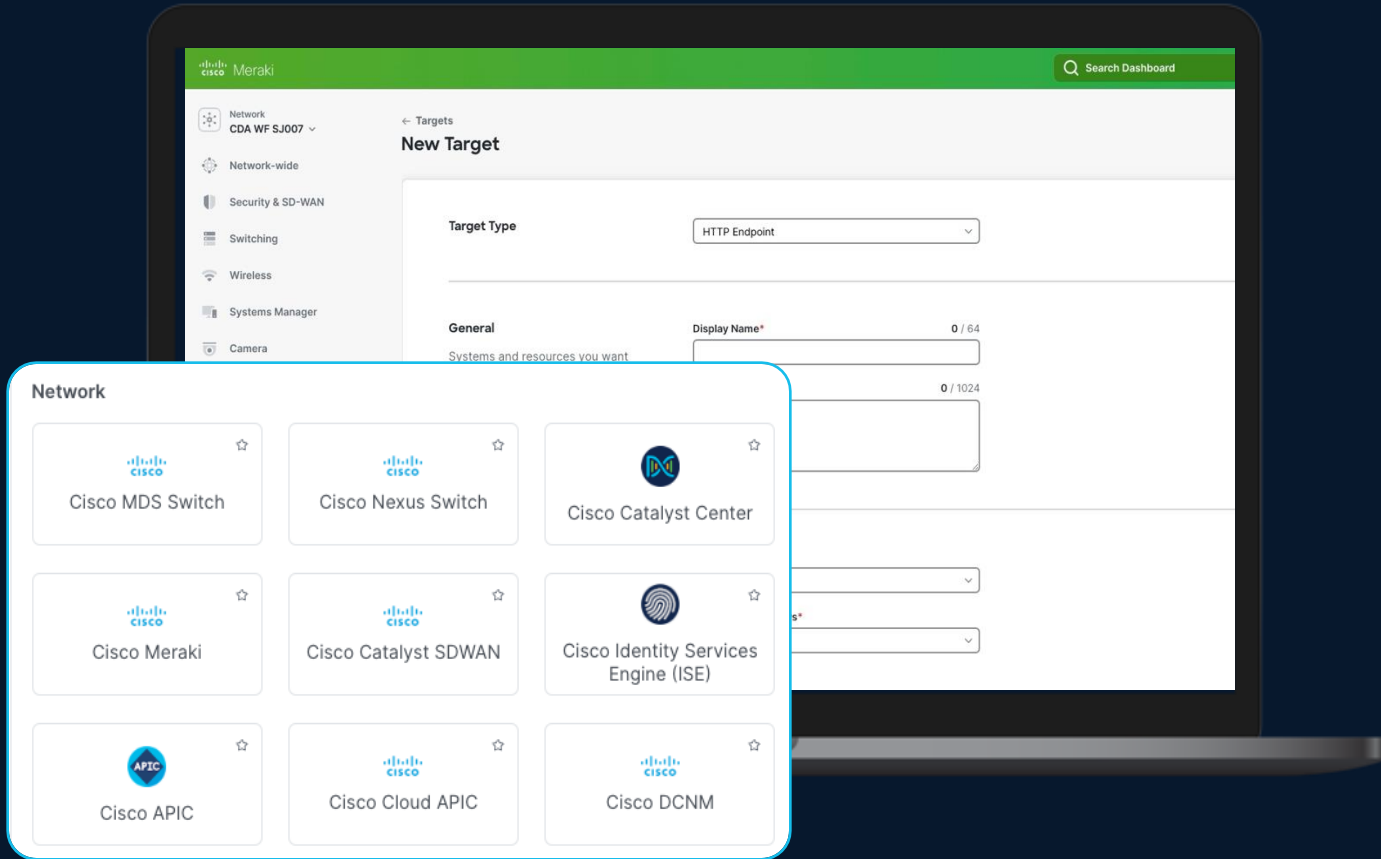 CISCO Meraki
Search Dashboard
Network
CDA WF SJ007
Network-wide
Security & SD-WAN
Switching
Wireless
Systems Manager
Camera
← Targets
New Target
Target Type
HTTP Endpoint
General
Systems and resources you want
Display Name*
0 / 64
0 / 1024
s*
Network
CISCO
Cisco MDS Switch
CISCO
Cisco Nexus Switch
Cisco Catalyst Center
CISCO
Cisco Meraki
CISCO
Cisco Catalyst SDWAN
Cisco Identity Services
Engine (ISE)
APIC
Cisco APIC
CISCO
Cisco Cloud APIC
CISCO
Cisco DCNM